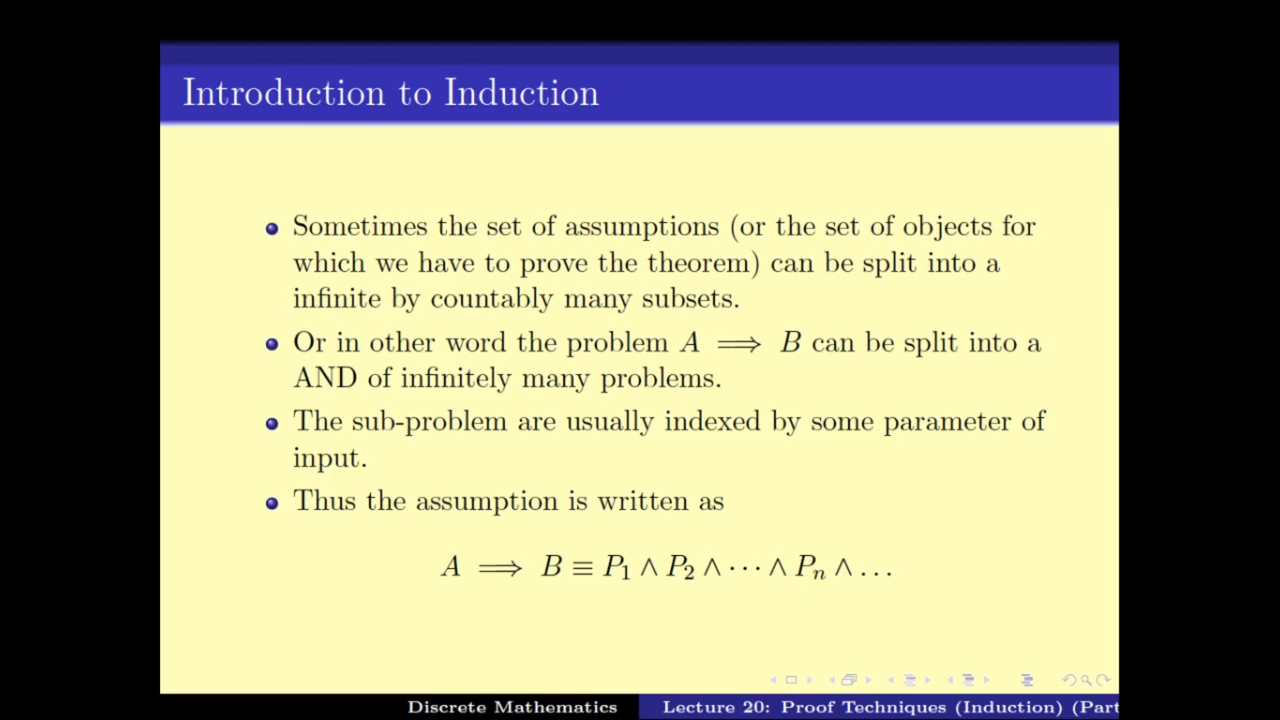 Introduction to Induction
Sometimes the set of assumptions (or the set of objects for
which we have to prove the theorem) can be split into a
infinite by countably many subsets.
Or in other word the problem A ⟹ B can be split into a
AND of infinitely many problems.
The sub-problem are usually indexed by some parameter of
input.
Thus the assumption is written as
A ⟹ B ≡ P₁ ∧ P₂ ∧ ⋯ ∧ Pₙ ∧ …
Discrete Mathematics Lecture 20: Proof Techniques (Induction) (Part